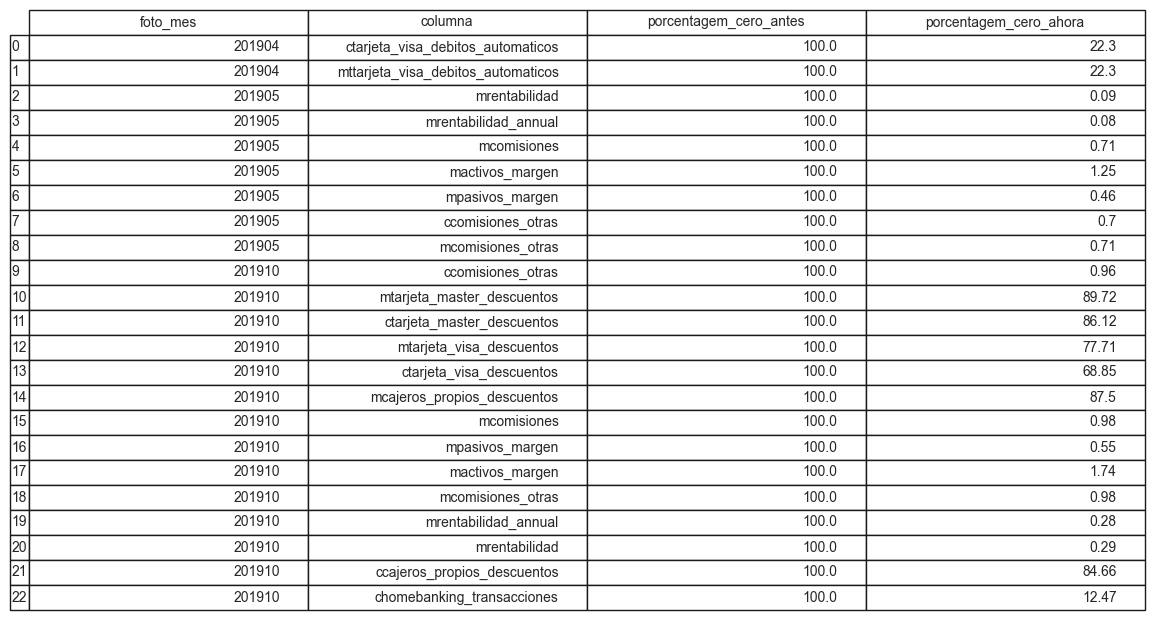 foto_mes columna porcentagem_cero_antes porcentagem_cero_ahora
0 201904 ctarjeta_visa_debitos_automaticos 100.0 22.3
1 201904 mttarjeta_visa_debitos_automaticos 100.0 22.3
2 201905 mrentabilidad 100.0 0.09
3 201905 mrentabilidad_annual 100.0 0.08
4 201905 mcomisiones 100.0 0.71
5 201905 mactivos_margen 100.0 1.25
6 201905 mpasivos_margen 100.0 0.46
7 201905 ccomisiones_otras 100.0 0.7
8 201905 mcomisiones_otras 100.0 0.71
9 201910 ccomisiones_otras 100.0 0.96
10 201910 mtarjeta_master_descuentos 100.0 89.72
11 201910 ctarjeta_master_descuentos 100.0 86.12
12 201910 mtarjeta_visa_descuentos 100.0 77.71
13 201910 ctarjeta_visa_descuentos 100.0 68.85
14 201910 mcajeros_propios_descuentos 100.0 87.5
15 201910 mcomisiones 100.0 0.98
16 201910 mpasivos_margen 100.0 0.55
17 201910 mactivos_margen 100.0 1.74
18 201910 mcomisiones_otras 100.0 0.98
19 201910 mrentabilidad_annual 100.0 0.28
20 201910 mrentabilidad 100.0 0.29
21 201910 ccajeros_propios_descuentos 100.0 84.66
22 201910 chomebanking_transacciones 100.0 12.47